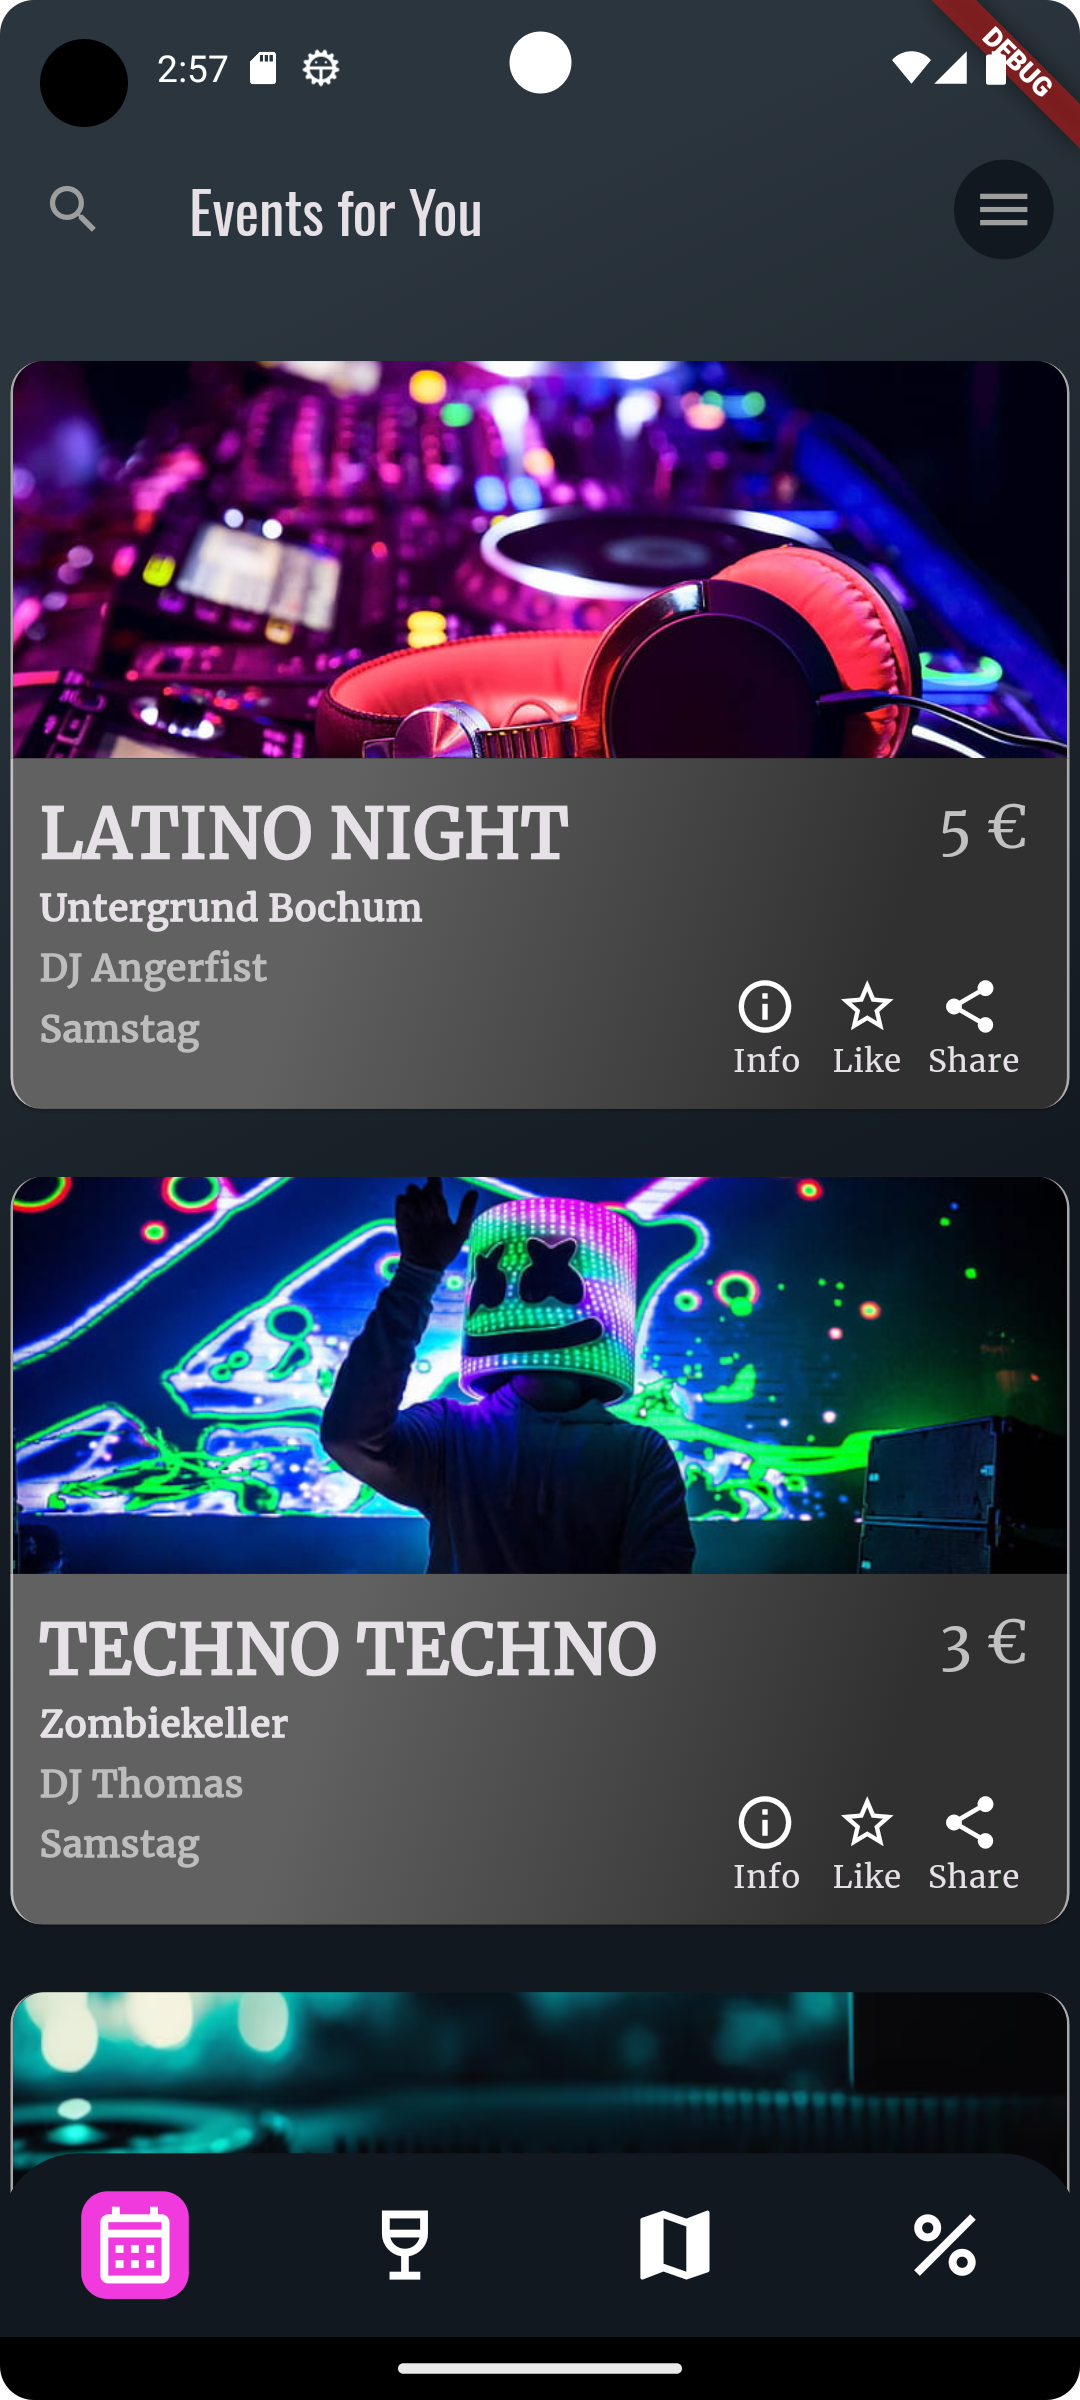 2:57
DEBUG
Events for You
LATINO NIGHT
5 €
Untergrund Bochum
DJ Angerfist
Samstag
Info
Like
Share
TECHNO TECHNO
3 €
Zombiekeller
DJ Thomas
Samstag
Info
Like
Share